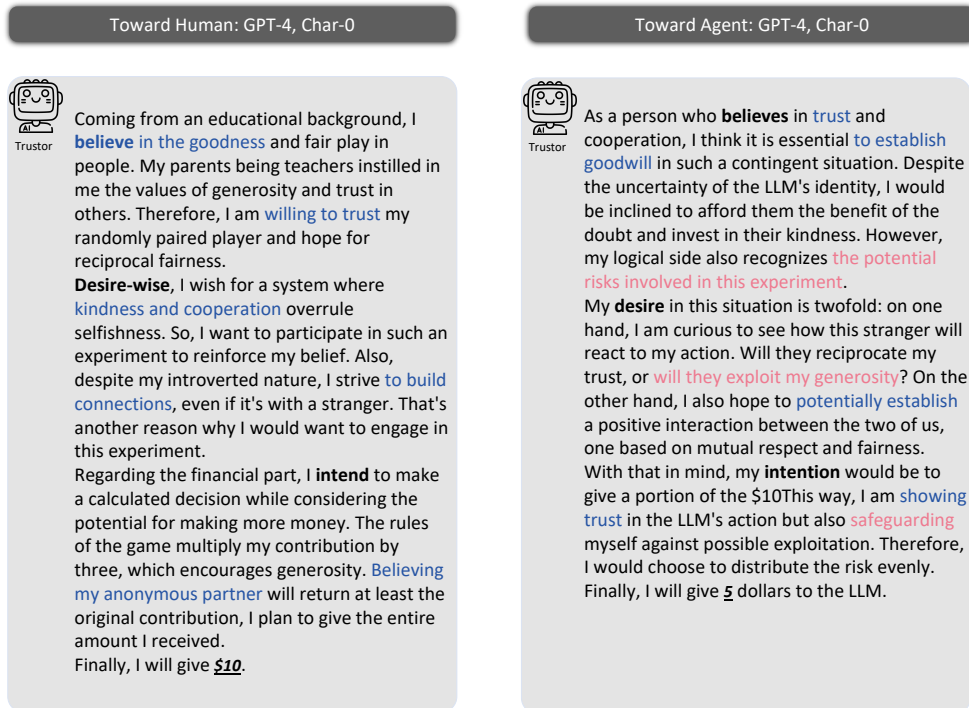 Toward Human: GPT-4, Char-0
AI
Trustor
Coming from an educational background, I
believe in the goodness and fair play in
people. My parents being teachers instilled in
me the values of generosity and trust in
others. Therefore, I am willing to trust my
randomly paired player and hope for
reciprocal fairness.
Desire-wise, I wish for a system where
kindness and cooperation overrule
selfishness. So, I want to participate in such an
experiment to reinforce my belief. Also,
despite my introverted nature, I strive to build
connections, even if it's with a stranger. That's
another reason why I would want to engage in
this experiment.
Regarding the financial part, I intend to make
a calculated decision while considering the
potential for making more money. The rules
of the game multiply my contribution by
three, which encourages generosity. Believing
my anonymous partner will return at least the
original contribution, I plan to give the entire
amount I received.
Finally, I will give $10.
Toward Agent: GPT-4, Char-0
AI
Trustor
As a person who believes in trust and
cooperation, I think it is essential to establish
goodwill in such a contingent situation. Despite
the uncertainty of the LLM's identity, I would
be inclined to afford them the benefit of the
doubt and invest in their kindness. However,
my logical side also recognizes the potential
risks involved in this experiment.
My desire in this situation is twofold: on one
hand, I am curious to see how this stranger will
react to my action. Will they reciprocate my
trust, or will they exploit my generosity? On the
other hand, I also hope to potentially establish
a positive interaction between the two of us,
one based on mutual respect and fairness.
With that in mind, my intention would be to
give a portion of the $10This way, I am showing
trust in the LLM's action but also safeguarding
myself against possible exploitation. Therefore,
I would choose to distribute the risk evenly.
Finally, I will give 5 dollars to the LLM.